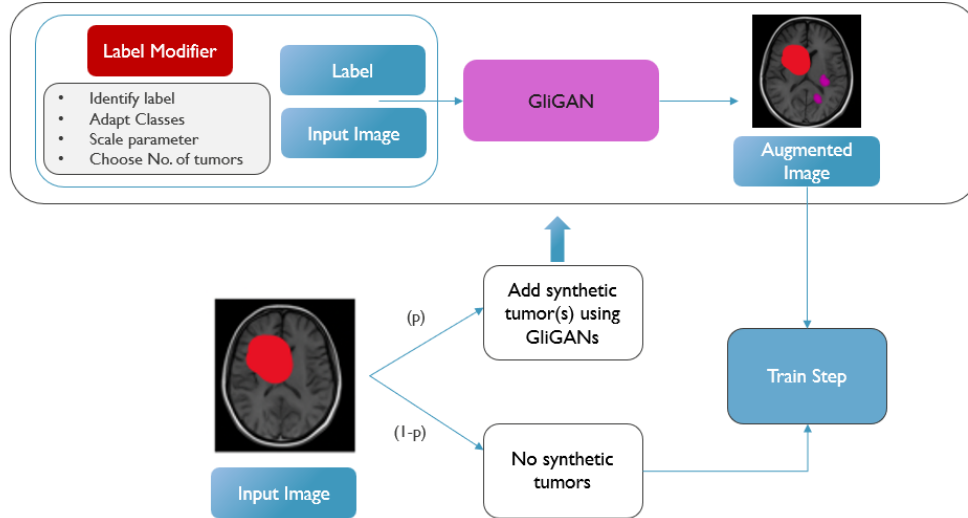 Label Modifier
• Identify label
• Adapt Classes
• Scale parameter
• Choose No. of tumors
Label
Input Image
GliGAN
Augmented
Image
(p)
Add synthetic
tumor(s) using
GliGANs
Train Step
(1-p)
No synthetic
tumors
Input Image